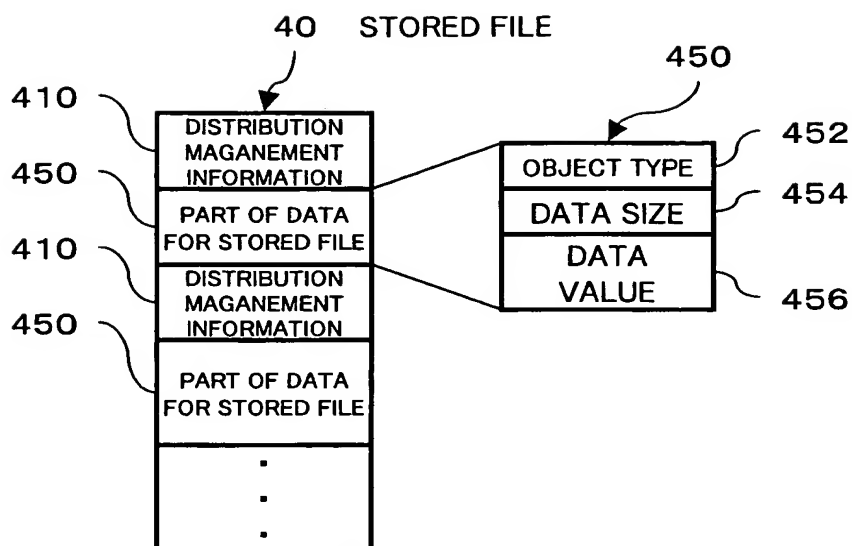 40 STORED FILE
450
410
DISTRIBUTION
MAGANEMENT
INFORMATION
450
PART OF DATA
FOR STORED FILE
410
DISTRIBUTION
MAGANEMENT
INFORMATION
450
PART OF DATA
FOR STORED FILE
OBJECT TYPE
452
DATA SIZE
454
DATA
VALUE
456